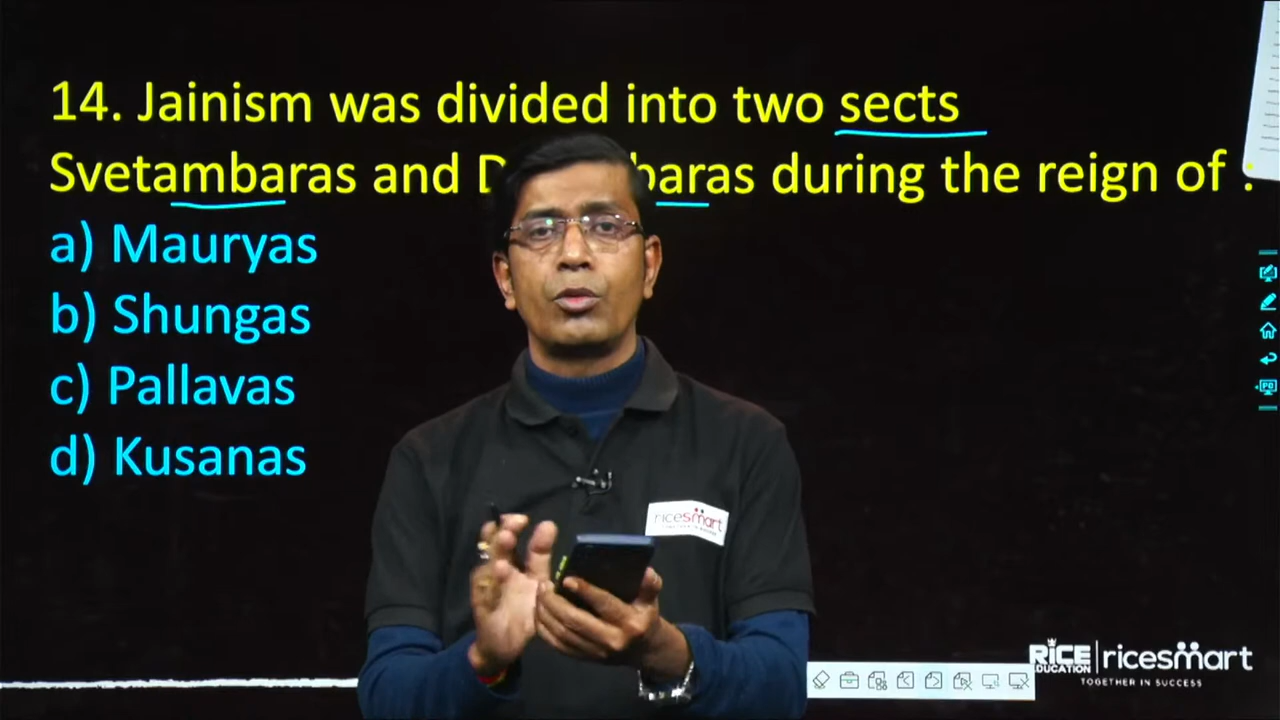 14. Jainism was divided into two sects
Svetambaras and D baras during the reign of :
a) Mauryas
b) Shungas
c) Pallavas
d) Kusanas
ricesmart
RICE EDUCATION ricesmart
TOGETHER IN SUCCESS